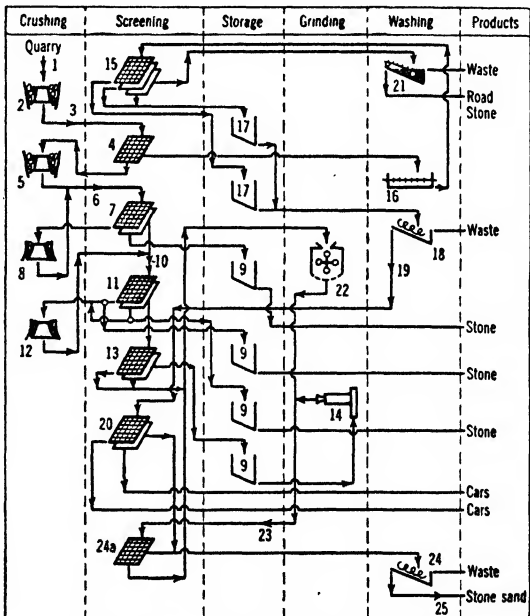 Crushing Screening Storage Grinding Washing Products
Quarry
1
15
2
3
21
Waste
Road
Stone
17
4
5
6
16
17
7
18
Waste
8
10
9
22
19
11
12
Stone
13
9
Stone
14
9
Stone
20
9
Cars
Cars
23
24a
24
Waste
25
Stone sand